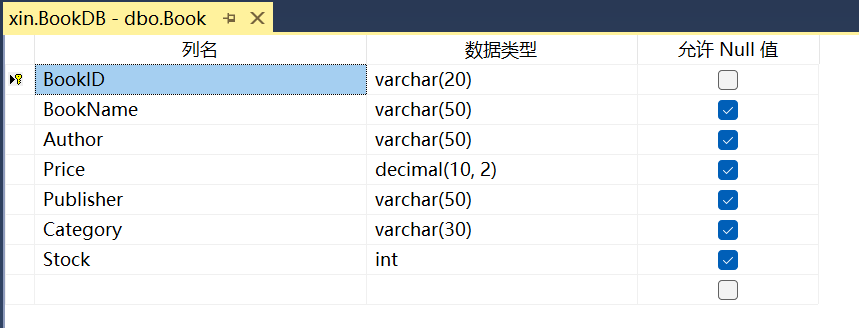 xin.BookDB - dbo.Book
列名 数据类型 允许 Null 值
BookID varchar(20)
BookName varchar(50)
Author varchar(50)
Price decimal(10, 2)
Publisher varchar(50)
Category varchar(30)
Stock int